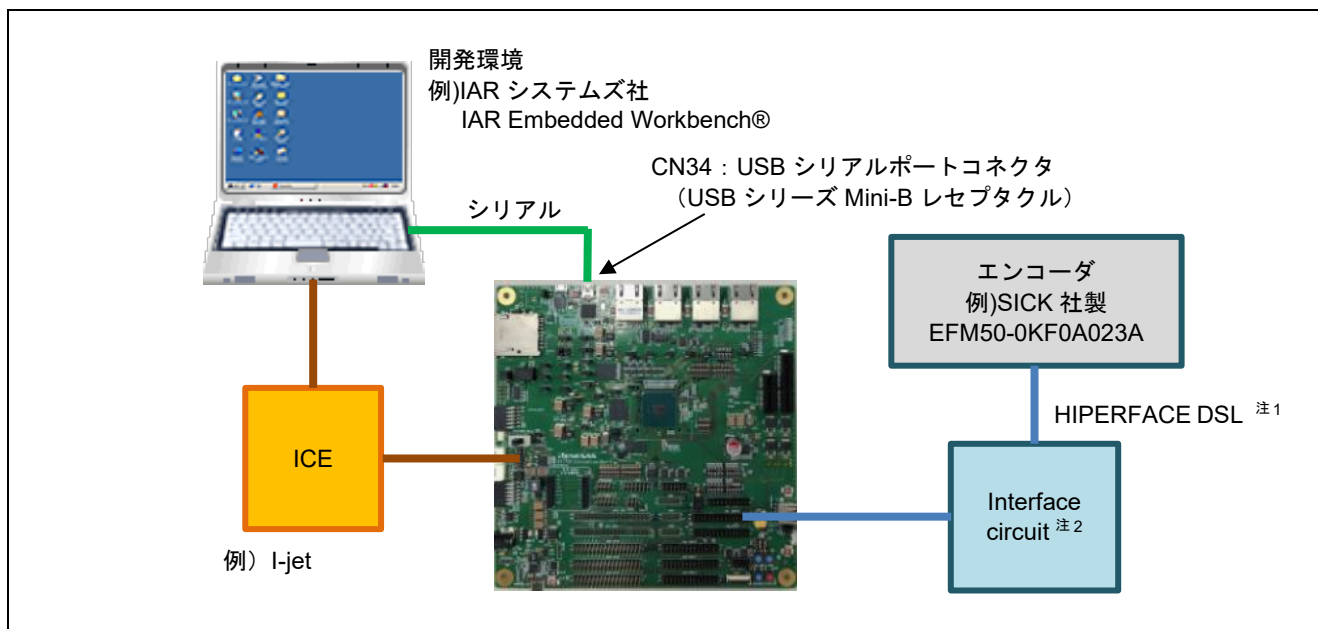 開発環境
例)IAR システムズ社
IAR Embedded Workbench®
CN34：USB シリアルポートコネクタ
（USB シリーズ Mini-B レセプタクル）
シリアル
エンコーダ
例)SICK 社製
EFM50-0KF0A023A
HIPERFACE DSL 注 1
ICE
Interface
circuit 注 2
例）I-jet